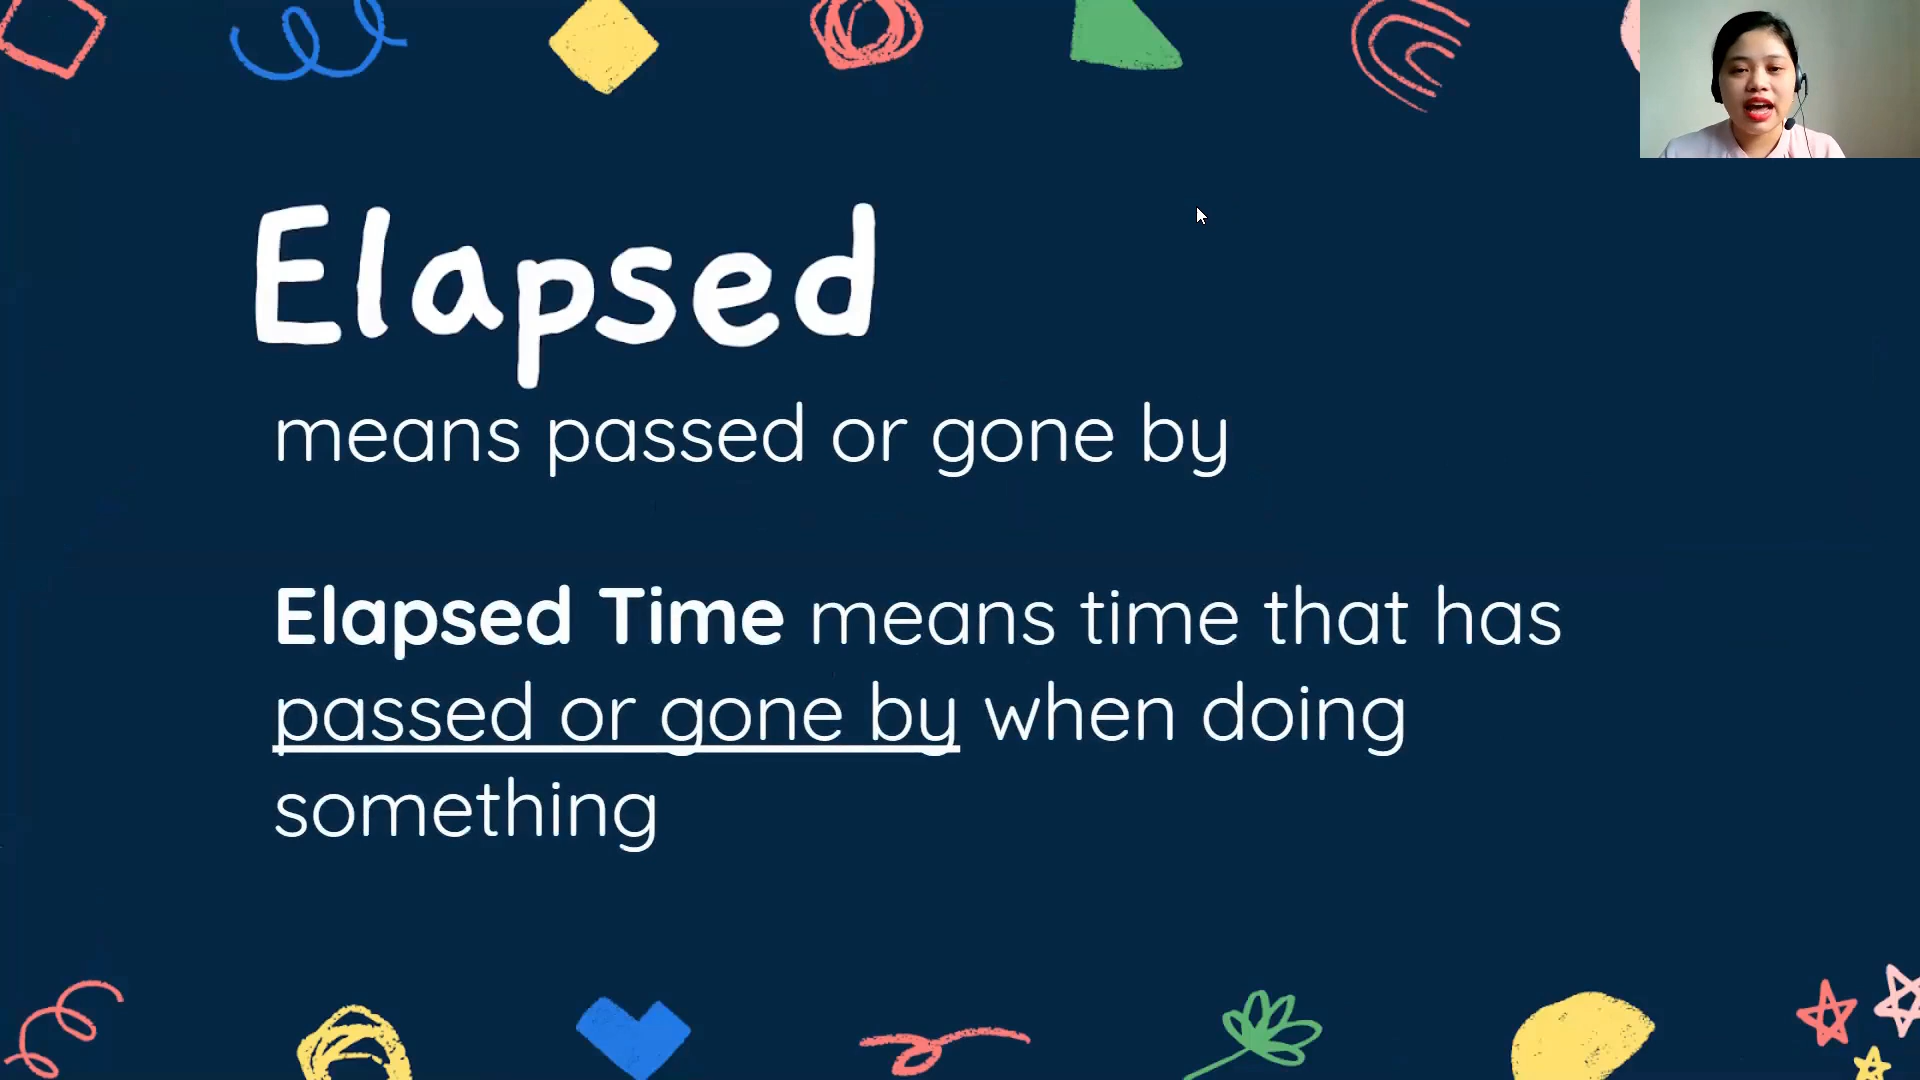 Elapsed
means passed or gone by
Elapsed Time means time that has
passed or gone by when doing
something